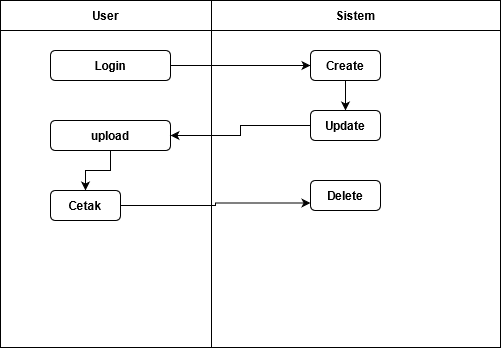 User
Sistem
Login
Create
upload
Update
Cetak
Delete